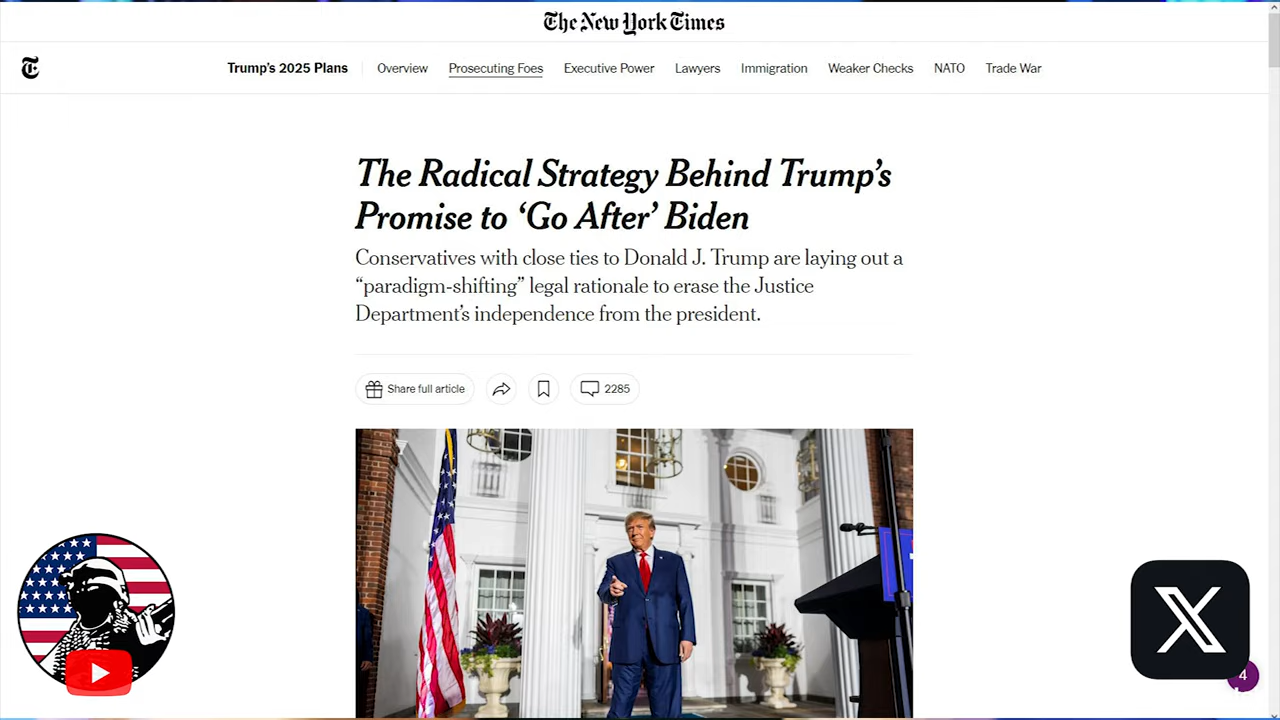 The New York Times
Trump's 2025 Plans Overview Prosecuting Foes Executive Power Lawyers Immigration Weaker Checks NATO Trade War
The Radical Strategy Behind Trump's
Promise to ‘Go After’ Biden
Conservatives with close ties to Donald J. Trump are laying out a
“paradigm-shifting” legal rationale to erase the Justice
Department's independence from the president.
Share full article 2285
4